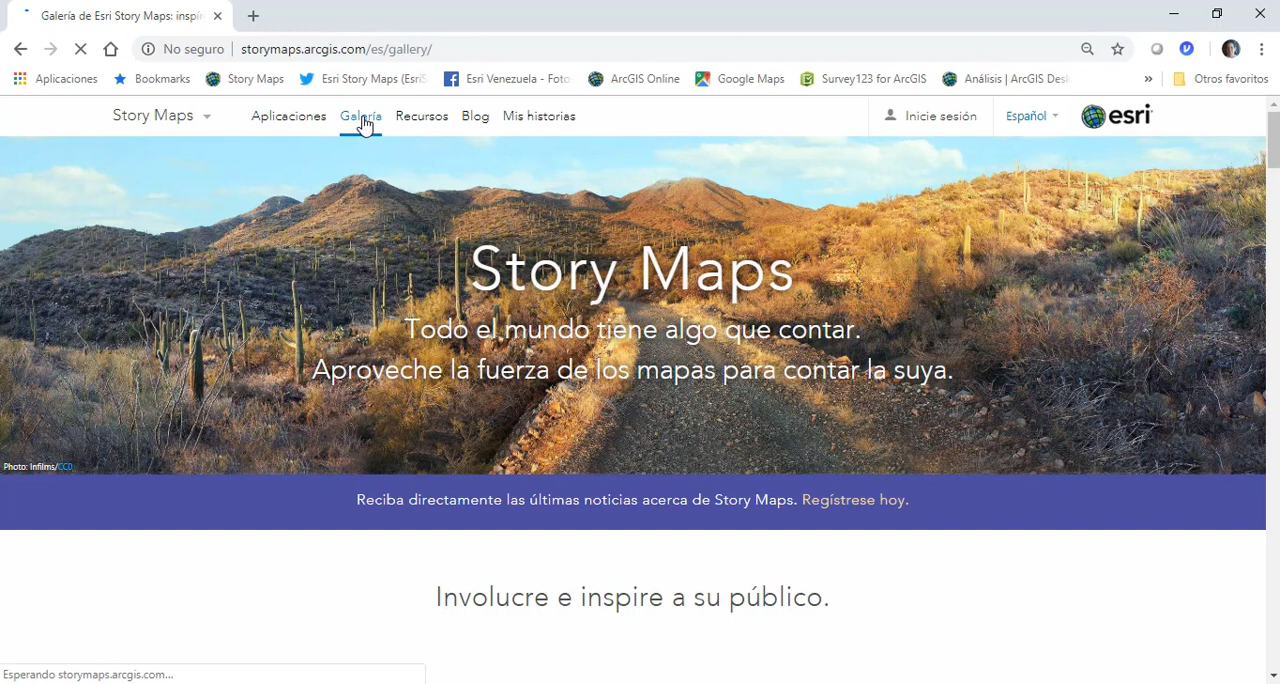 Galería de Esri Story Maps: inspír
No seguro | storymaps.arcgis.com/es/gallery/
Aplicaciones Bookmarks Story Maps Esri Story Maps (EsriS Esri Venezuela - Foto ArcGIS Online Google Maps Survey123 for ArcGIS Análisis | ArcGIS Desk » Otros favoritos
Story Maps Aplicaciones Galería Recursos Blog Mis historias Inicie sesión Español esri
Story Maps
Todo el mundo tiene algo que contar.
Aproveche la fuerza de los mapas para contar la suya.
Photo: Infilms/CC0
Reciba directamente las últimas noticias acerca de Story Maps. Regístrese hoy.
Involucre e inspire a su público.
Esperando storymaps.arcgis.com...